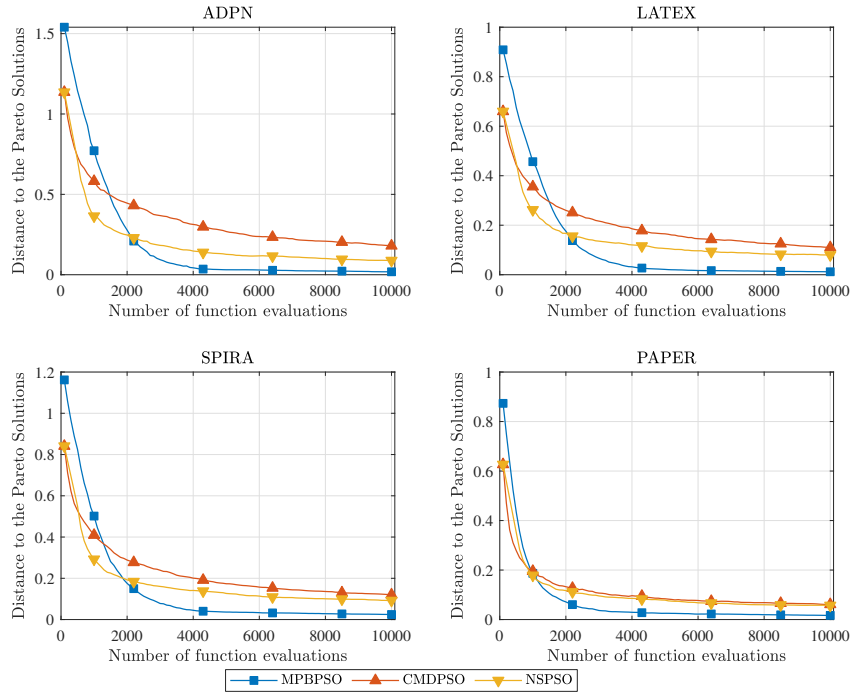 ADPN
Distance to the Pareto Solutions
1.5
1
0.5
0
0 2000 4000 6000 8000 10000
Number of function evaluations
LATEX
Distance to the Pareto Solutions
1
0.8
0.6
0.4
0.2
0
0 2000 4000 6000 8000 10000
Number of function evaluations
SPIRA
Distance to the Pareto Solutions
1.2
1
0.8
0.6
0.4
0.2
0
0 2000 4000 6000 8000 10000
Number of function evaluations
PAPER
Distance to the Pareto Solutions
1
0.8
0.6
0.4
0.2
0
0 2000 4000 6000 8000 10000
Number of function evaluations
MPBPSO CMDPSO NSPSO